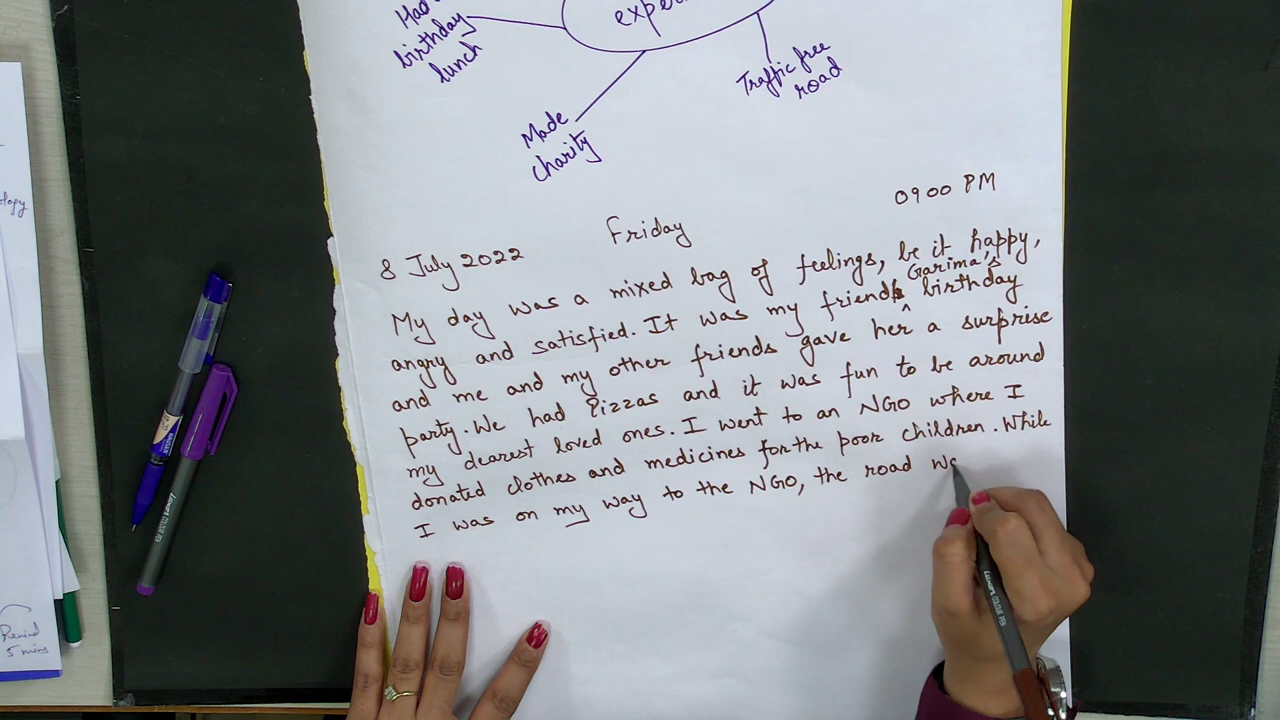 Had
birthday
lunch
Made
charity
Traffic free
road
09 00 PM
8 July 2022 Friday
My day was a mixed bag of feelings, be it happy,
angry and satisfied. It was my friend Garima's birthday
and me and my other friends gave her a surprise
party. We had Pizzas and it was fun to be around
my dearest loved ones. I went to an NGO where I
donated clothes and medicines for the poor children. While
I was on my way to the NGO, the road wa
Remind
5 mins